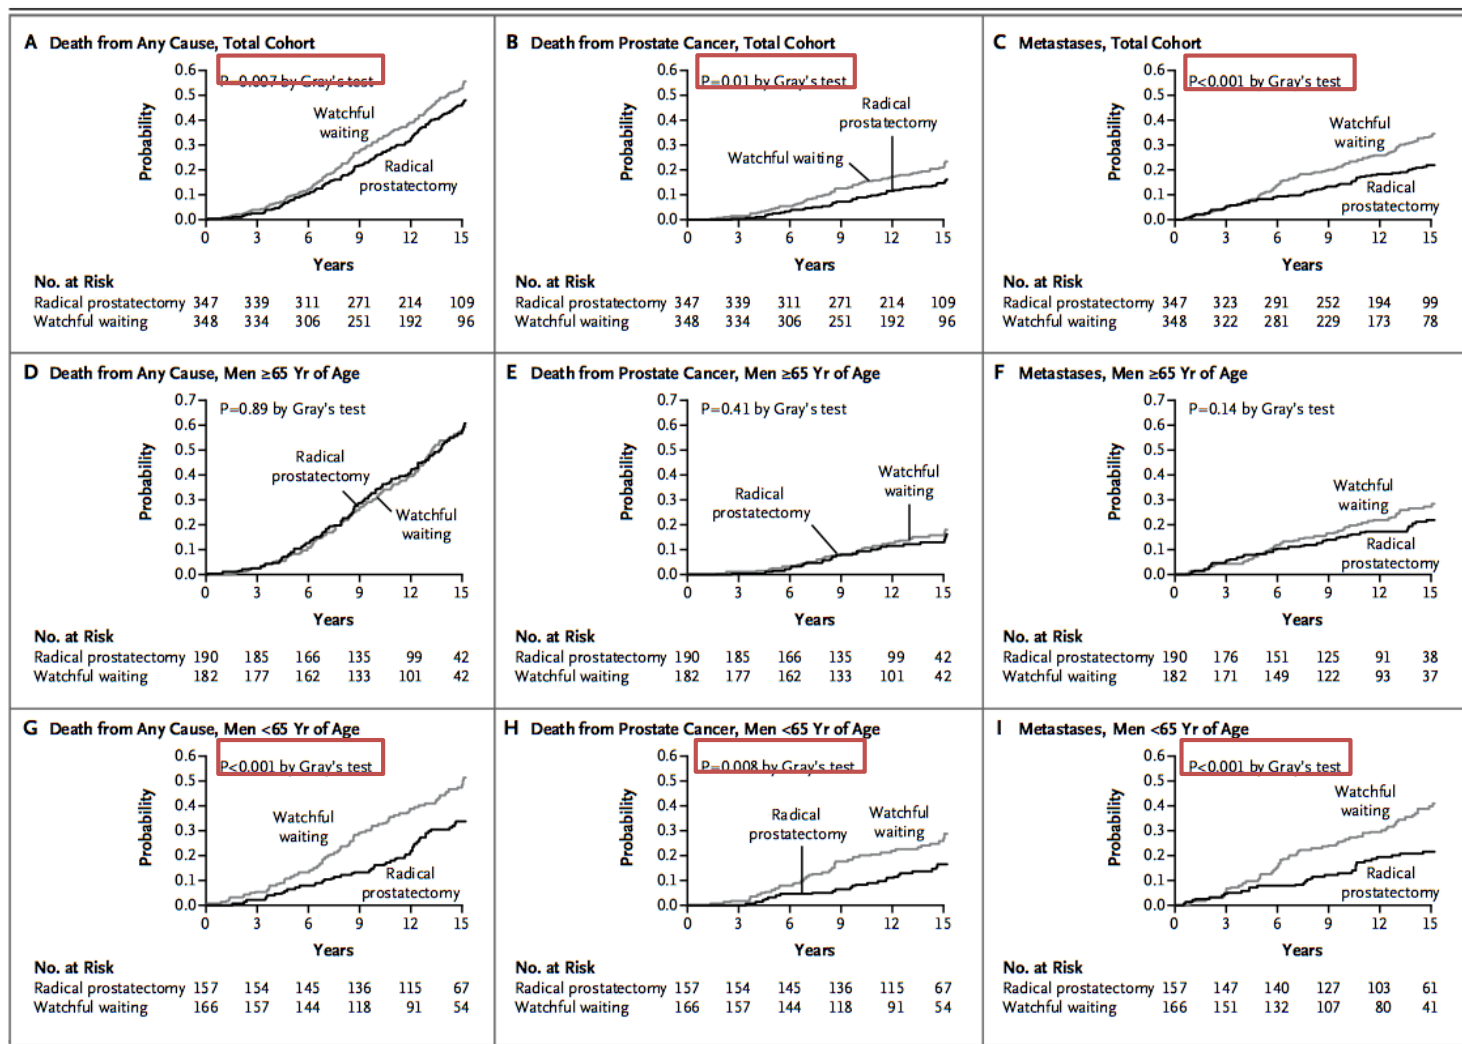 A Death from Any Cause, Total Cohort
P=0.007 by Gray's test
Probability
0.6
0.5
0.4
0.3
0.2
0.1
0.0
Watchful
waiting
Radical
prostatectomy
0 3 6 9 12 15
Years
No. at Risk
Radical prostatectomy 347 339 311 271 214 109
Watchful waiting 348 334 306 251 192 96
B Death from Prostate Cancer, Total Cohort
P=0.01 by Gray's test
Probability
0.6
0.5
0.4
0.3
0.2
0.1
0.0
Radical
prostatectomy
Watchful waiting
0 3 6 9 12 15
Years
No. at Risk
Radical prostatectomy 347 339 311 271 214 109
Watchful waiting 348 334 306 251 192 96
C Metastases, Total Cohort
P<0.001 by Gray's test
Probability
0.6
0.5
0.4
0.3
0.2
0.1
0.0
Watchful
waiting
Radical
prostatectomy
0 3 6 9 12 15
Years
No. at Risk
Radical prostatectomy 347 323 291 252 194 99
Watchful waiting 348 322 281 229 173 78
D Death from Any Cause, Men ≥65 Yr of Age
P=0.89 by Gray's test
Probability
0.7
0.6
0.5
0.4
0.3
0.2
0.1
0.0
Radical
prostatectomy
Watchful
waiting
0 3 6 9 12 15
Years
No. at Risk
Radical prostatectomy 190 185 166 135 99 42
Watchful waiting 182 177 162 133 101 42
E Death from Prostate Cancer, Men ≥65 Yr of Age
P=0.41 by Gray's test
Probability
0.7
0.6
0.5
0.4
0.3
0.2
0.1
0.0
Watchful
waiting
Radical
prostatectomy
0 3 6 9 12 15
Years
No. at Risk
Radical prostatectomy 190 185 166 135 99 42
Watchful waiting 182 177 162 133 101 42
F Metastases, Men ≥65 Yr of Age
P=0.14 by Gray's test
Probability
0.7
0.6
0.5
0.4
0.3
0.2
0.1
0.0
Watchful
waiting
Radical
prostatectomy
0 3 6 9 12 15
Years
No. at Risk
Radical prostatectomy 190 176 151 125 91 38
Watchful waiting 182 171 149 122 93 37
G Death from Any Cause, Men <65 Yr of Age
P<0.001 by Gray's test
Probability
0.6
0.5
0.4
0.3
0.2
0.1
0.0
Watchful
waiting
Radical
prostatectomy
0 3 6 9 12 15
Years
No. at Risk
Radical prostatectomy 157 154 145 136 115 67
Watchful waiting 166 157 144 118 91 54
H Death from Prostate Cancer, Men <65 Yr of Age
P=0.008 by Gray's test
Probability
0.6
0.5
0.4
0.3
0.2
0.1
0.0
Radical
prostatectomy
Watchful
waiting
0 3 6 9 12 15
Years
No. at Risk
Radical prostatectomy 157 154 145 136 115 67
Watchful waiting 166 157 144 118 91 54
I Metastases, Men <65 Yr of Age
P<0.001 by Gray's test
Probability
0.6
0.5
0.4
0.3
0.2
0.1
0.0
Watchful
waiting
Radical
prostatectomy
0 3 6 9 12 15
Years
No. at Risk
Radical prostatectomy 157 147 140 127 103 61
Watchful waiting 166 151 132 107 80 41